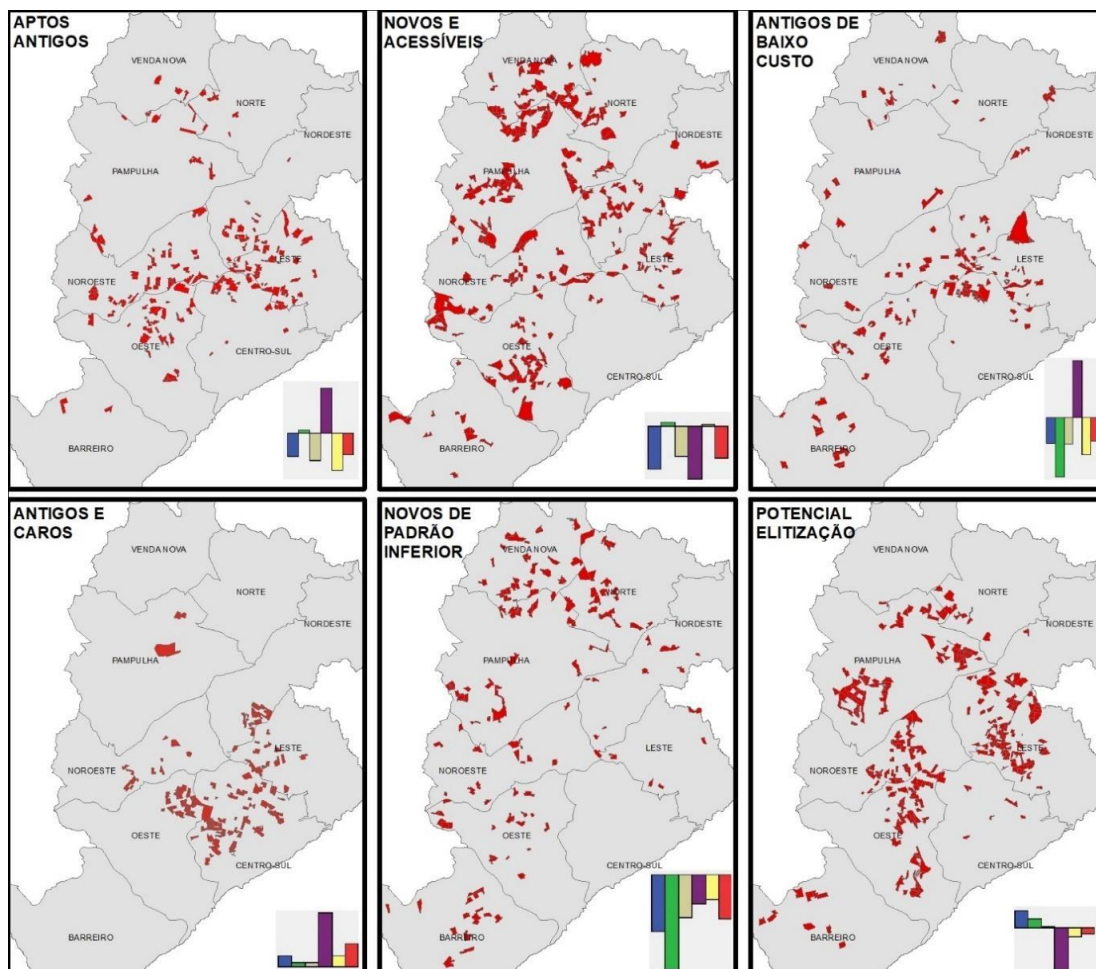 APTOS
ANTIGOS
VENDA NOVA
NORTE
NORDESTE
PAMPULHA
LESTE
NOROESTE
OESTE
CENTRO-SUL
BARREIRO
NOVOS E
ACESSÍVEIS
VENDA NOVA
NORTE
NORDESTE
PAMPULHA
LESTE
NOROESTE
OESTE
CENTRO-SUL
BARREIRO
ANTIGOS DE
BAIXO
CUSTO
VENDA NOVA
NORTE
NORDESTE
PAMPULHA
LESTE
NOROESTE
OESTE
CENTRO-SUL
BARREIRO
ANTIGOS E
CAROS
VENDA NOVA
NORTE
NORDESTE
PAMPULHA
LESTE
NOROESTE
OESTE
CENTRO-SUL
BARREIRO
NOVOS DE
PADRÃO
INFERIOR
VENDA NOVA
NORTE
NORDESTE
PAMPULHA
LESTE
NOROESTE
OESTE
CENTRO-SUL
BARREIRO
POTENCIAL
ELITIZAÇÃO
VENDA NOVA
NORTE
NORDESTE
PAMPULHA
LESTE
NOROESTE
OESTE
CENTRO-SUL
BARREIRO